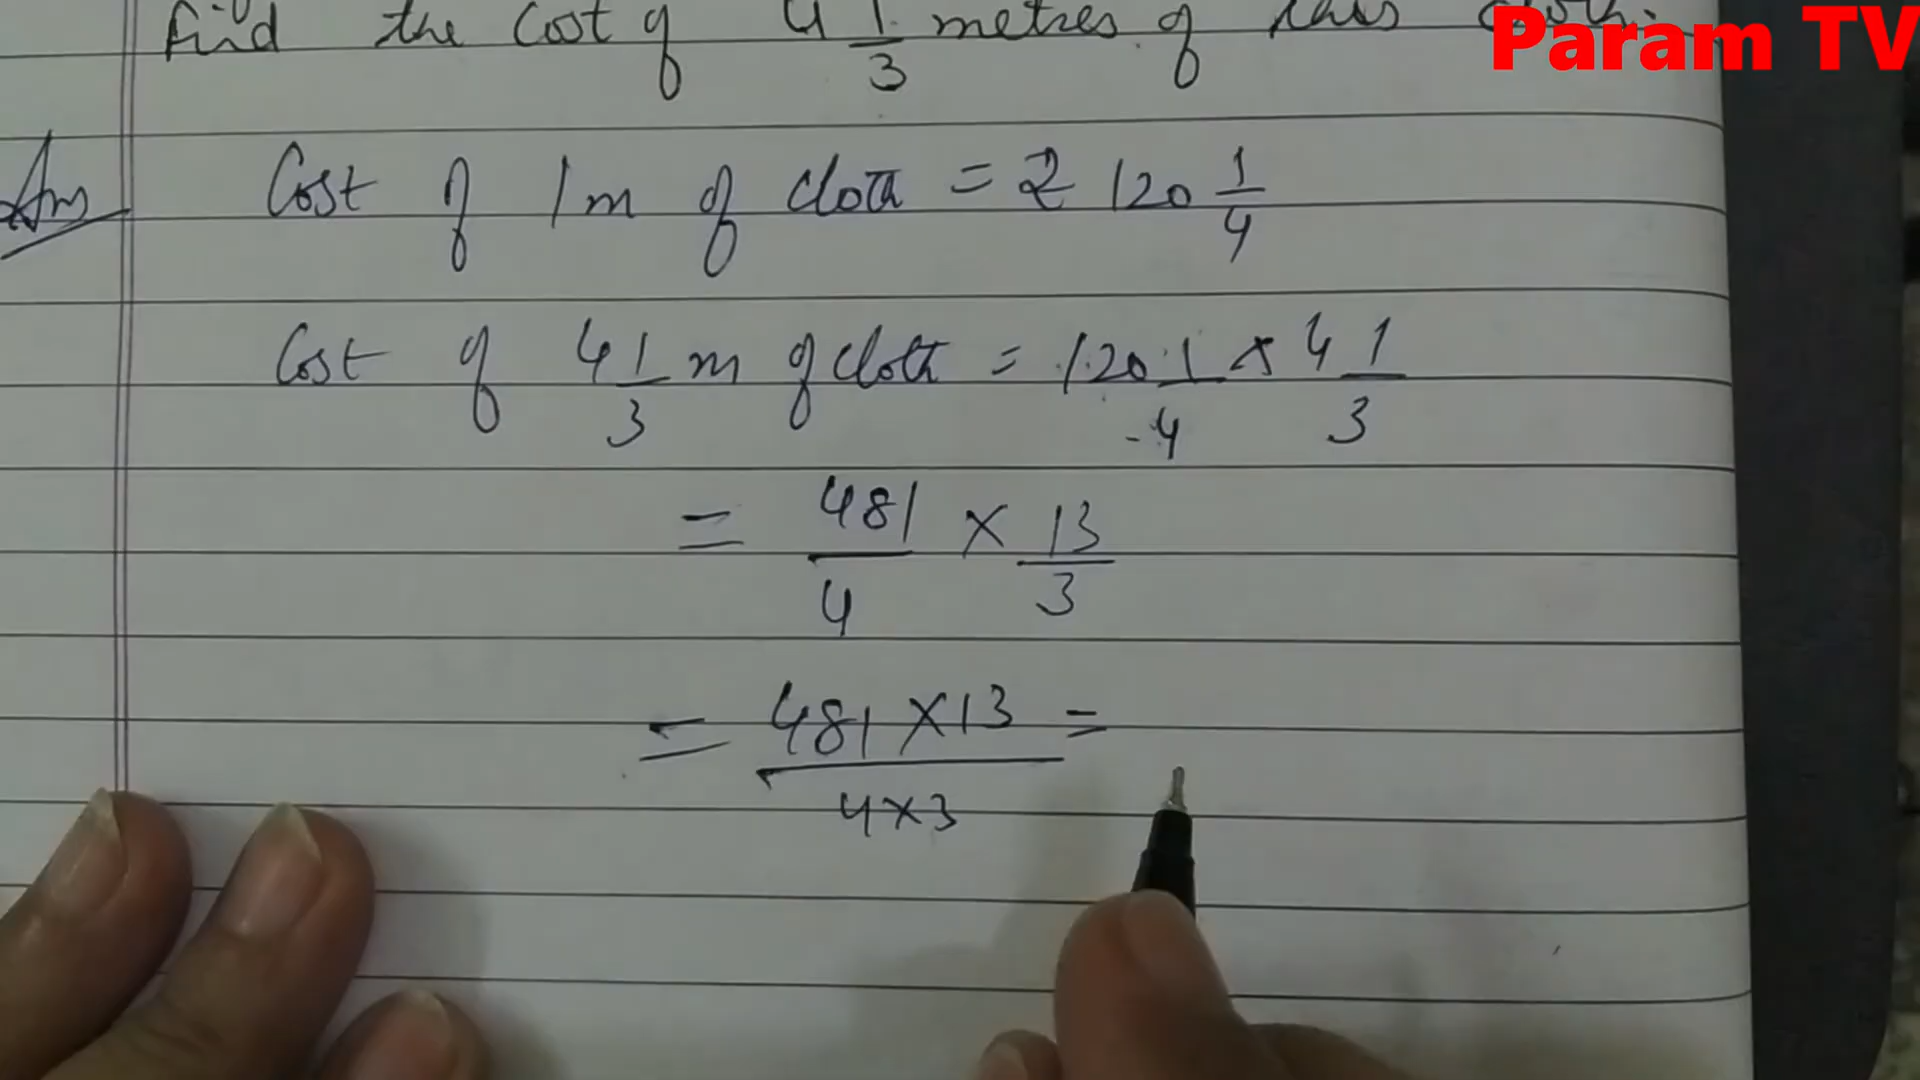 find the cost of 4 1/3 metres of this cloth.
Param TV
Ans Cost of 1m of cloth = ₹ 120 1/4
Cost of 4 1/3 m of cloth = 120 1/4 × 4 1/3
= 481/4 × 13/3
= 481 × 13 / 4 × 3 =